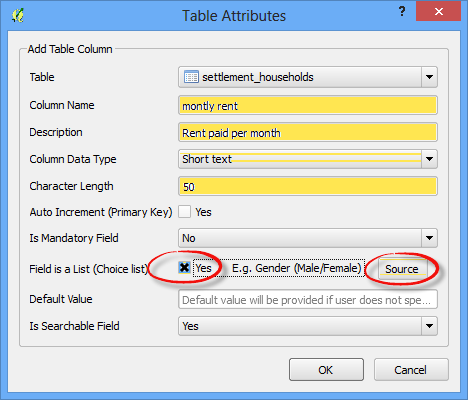 Table Attributes
Add Table Column
Table settlement_households
Column Name montly rent
Description Rent paid per month
Column Data Type Short text
Character Length 50
Auto Increment (Primary Key) Yes
Is Mandatory Field No
Field is a List (Choice list) Yes E.g. Gender (Male/Female) Source
Default Value Default value will be provided if user does not spe...
Is Searchable Field Yes
OK Cancel